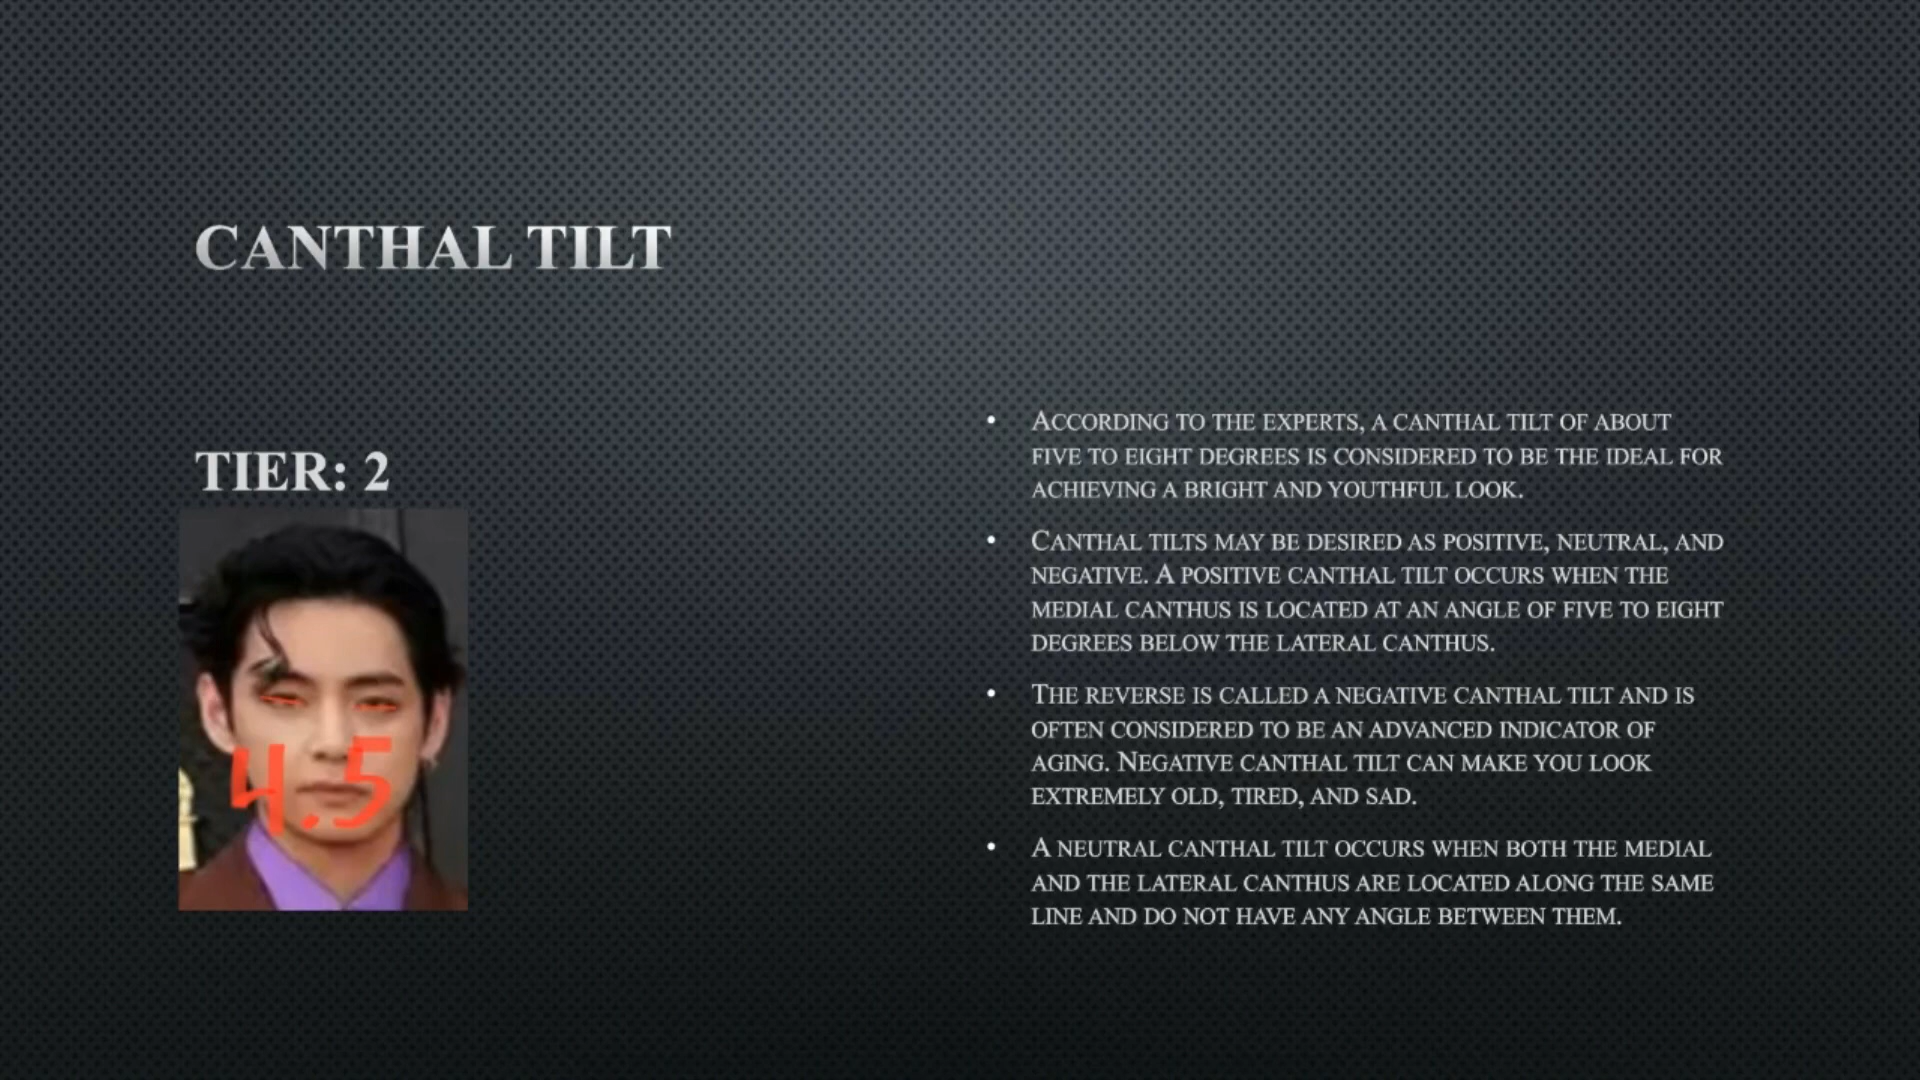 CANTHAL TILT
TIER: 2
4.5
• ACCORDING TO THE EXPERTS, A CANTHAL TILT OF ABOUT
FIVE TO EIGHT DEGREES IS CONSIDERED TO BE THE IDEAL FOR
ACHIEVING A BRIGHT AND YOUTHFUL LOOK.
• CANTHAL TILTS MAY BE DESIRED AS POSITIVE, NEUTRAL, AND
NEGATIVE. A POSITIVE CANTHAL TILT OCCURS WHEN THE
MEDIAL CANTHUS IS LOCATED AT AN ANGLE OF FIVE TO EIGHT
DEGREES BELOW THE LATERAL CANTHUS.
• THE REVERSE IS CALLED A NEGATIVE CANTHAL TILT AND IS
OFTEN CONSIDERED TO BE AN ADVANCED INDICATOR OF
AGING. NEGATIVE CANTHAL TILT CAN MAKE YOU LOOK
EXTREMELY OLD, TIRED, AND SAD.
• A NEUTRAL CANTHAL TILT OCCURS WHEN BOTH THE MEDIAL
AND THE LATERAL CANTHUS ARE LOCATED ALONG THE SAME
LINE AND DO NOT HAVE ANY ANGLE BETWEEN THEM.